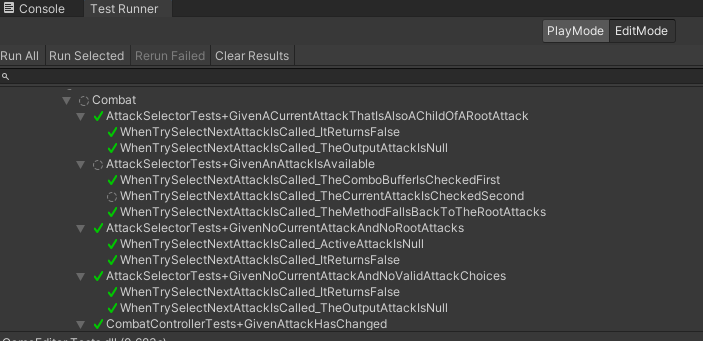 Console Test Runner
PlayMode EditMode
Run All Run Selected Rerun Failed Clear Results
Combat
AttackSelectorTests+GivenACurrentAttackThatIsAlsoAChildOfARootAttack
WhenTrySelectNextAttackIsCalled_ItReturnsFalse
WhenTrySelectNextAttackIsCalled_TheOutputAttackIsNull
AttackSelectorTests+GivenAnAttackIsAvailable
WhenTrySelectNextAttackIsCalled_TheComboBufferIsCheckedFirst
WhenTrySelectNextAttackIsCalled_TheCurrentAttackIsCheckedSecond
WhenTrySelectNextAttackIsCalled_TheMethodFallsBackToTheRootAttacks
AttackSelectorTests+GivenNoCurrentAttackAndNoRootAttacks
WhenTrySelectNextAttackIsCalled_ActiveAttackIsNull
WhenTrySelectNextAttackIsCalled_ItReturnsFalse
AttackSelectorTests+GivenNoCurrentAttackAndNoValidAttackChoices
WhenTrySelectNextAttackIsCalled_ItReturnsFalse
WhenTrySelectNextAttackIsCalled_TheOutputAttackIsNull
CombatControllerTests+GivenAttackHasChanged